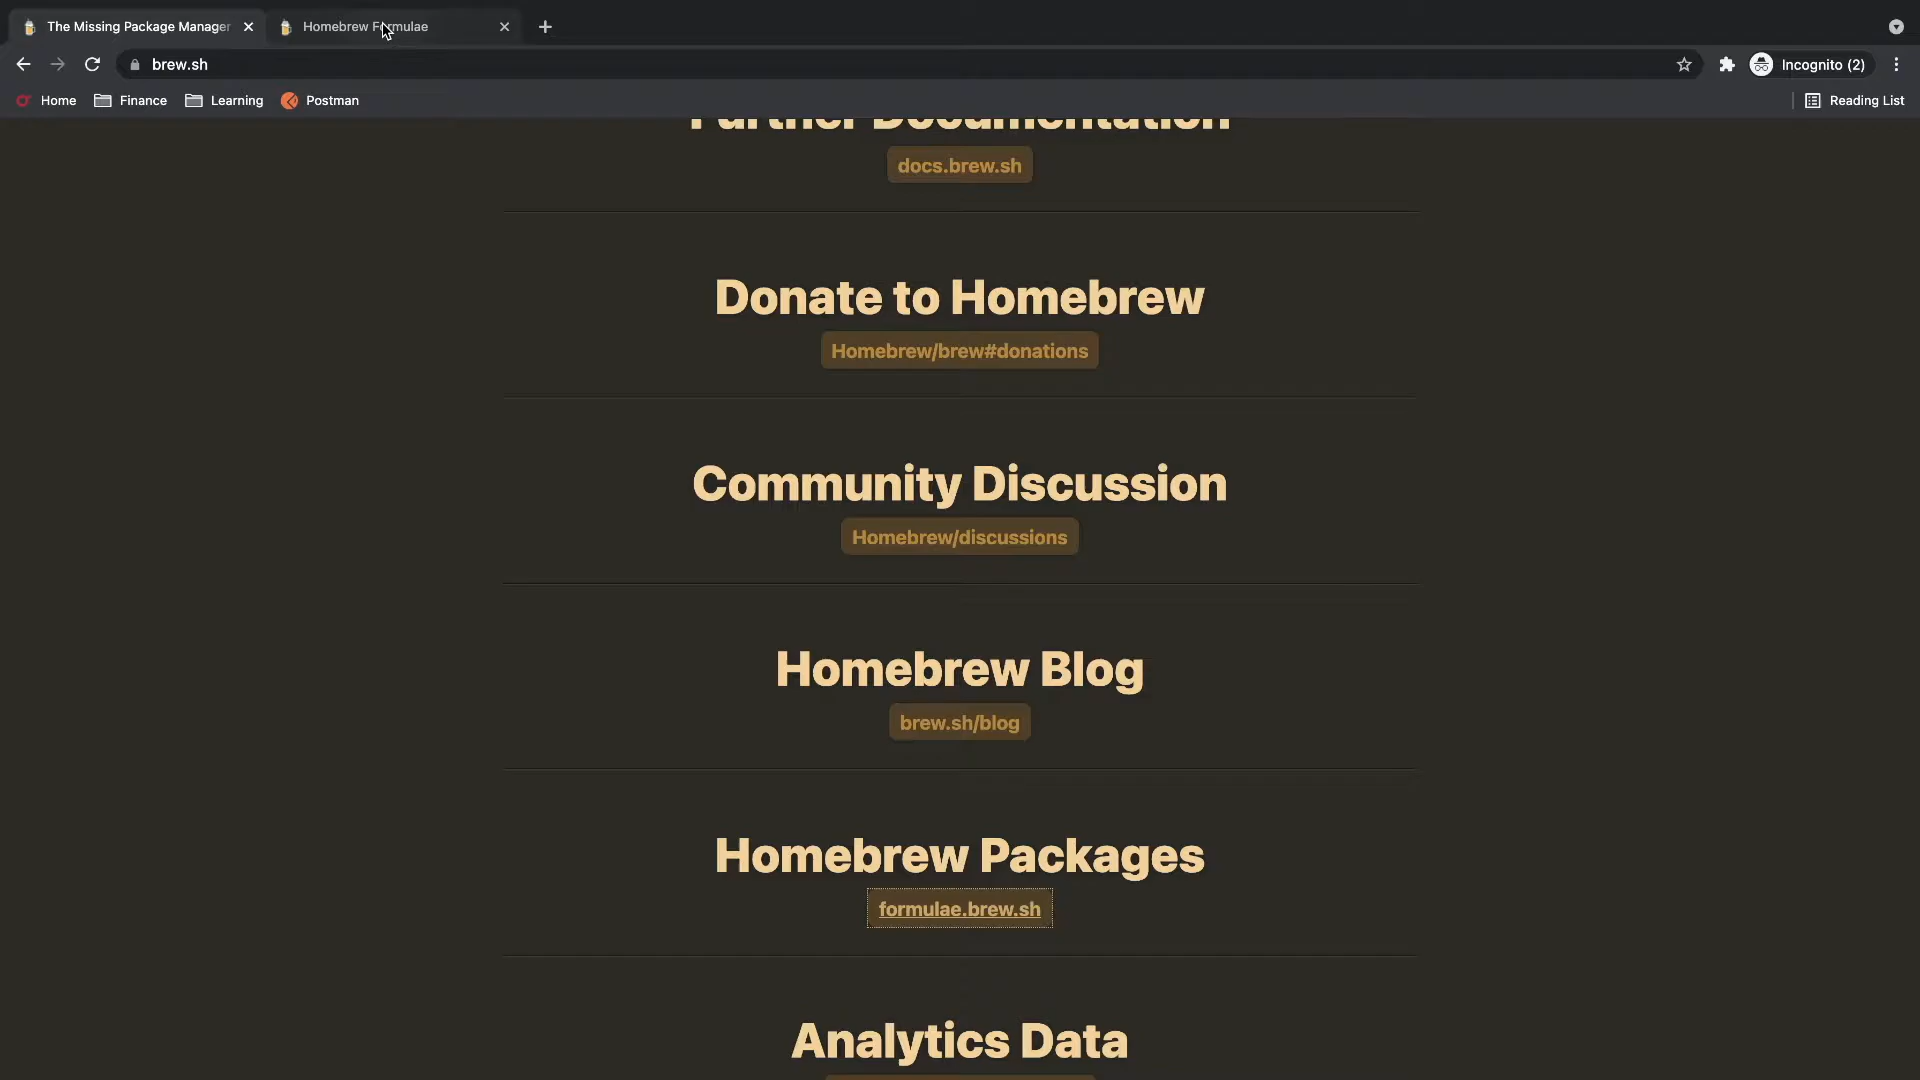 The Missing Package Manager
Homebrew Formulae
brew.sh
Incognito (2)
Home
Finance
Learning
Postman
Reading List
Further Documentation
docs.brew.sh
Donate to Homebrew
Homebrew/brew#donations
Community Discussion
Homebrew/discussions
Homebrew Blog
brew.sh/blog
Homebrew Packages
formulae.brew.sh
Analytics Data